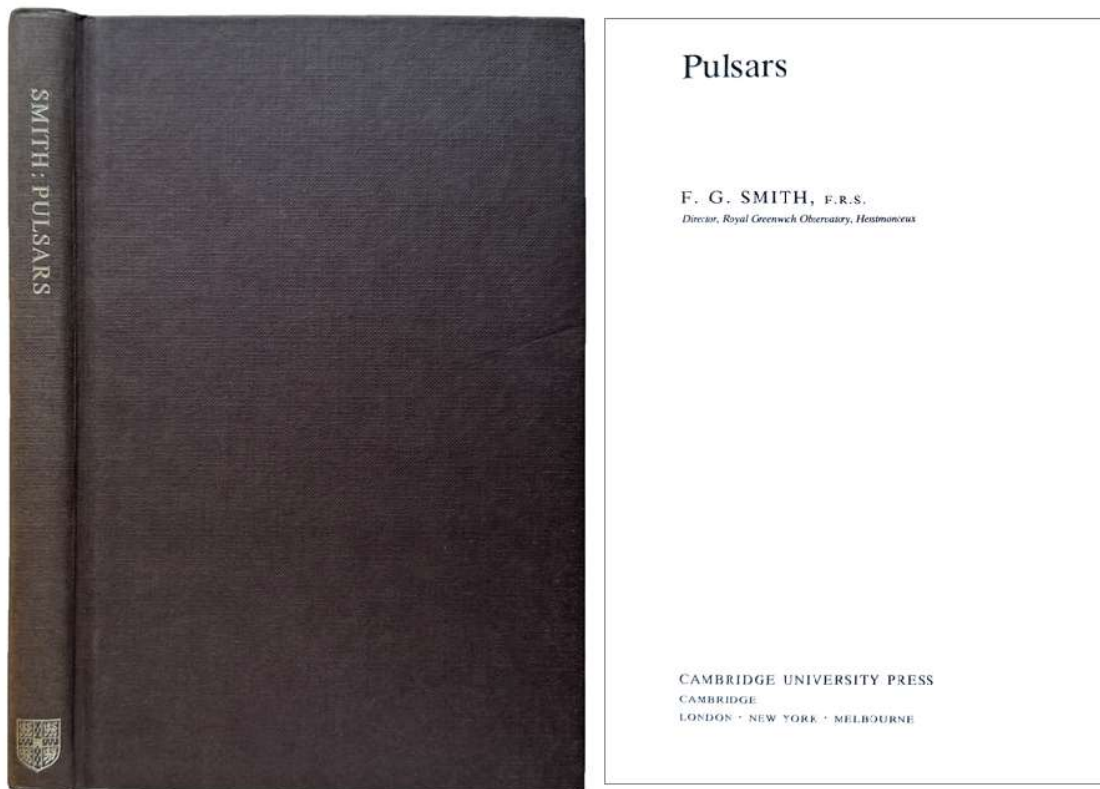 SMITH: PULSARS
Pulsars
F. G. SMITH, F.R.S.
Director, Royal Greenwich Observatory, Herstmonceux
CAMBRIDGE UNIVERSITY PRESS
CAMBRIDGE
LONDON · NEW YORK · MELBOURNE